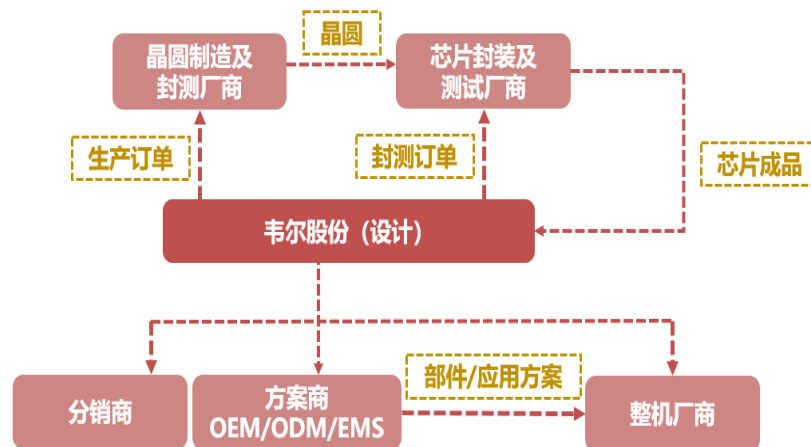 晶圆
晶圆制造及
封测厂商
芯片封装及
测试厂商
生产订单
封测订单
芯片成品
韦尔股份（设计）
部件/应用方案
分销商
方案商
OEM/ODM/EMS
整机厂商